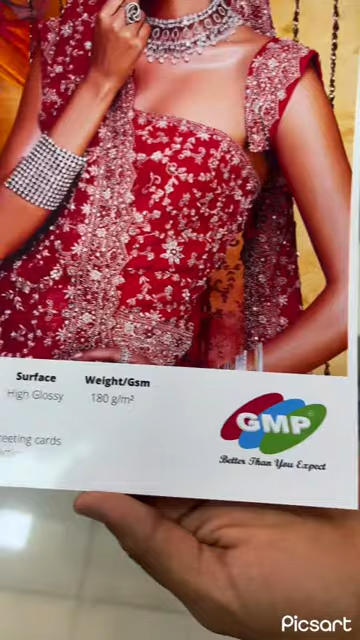 Surface Weight/Gsm
High Glossy 180 g/m²
reeting cards
GMP®
Better Than You Expect
Picsart